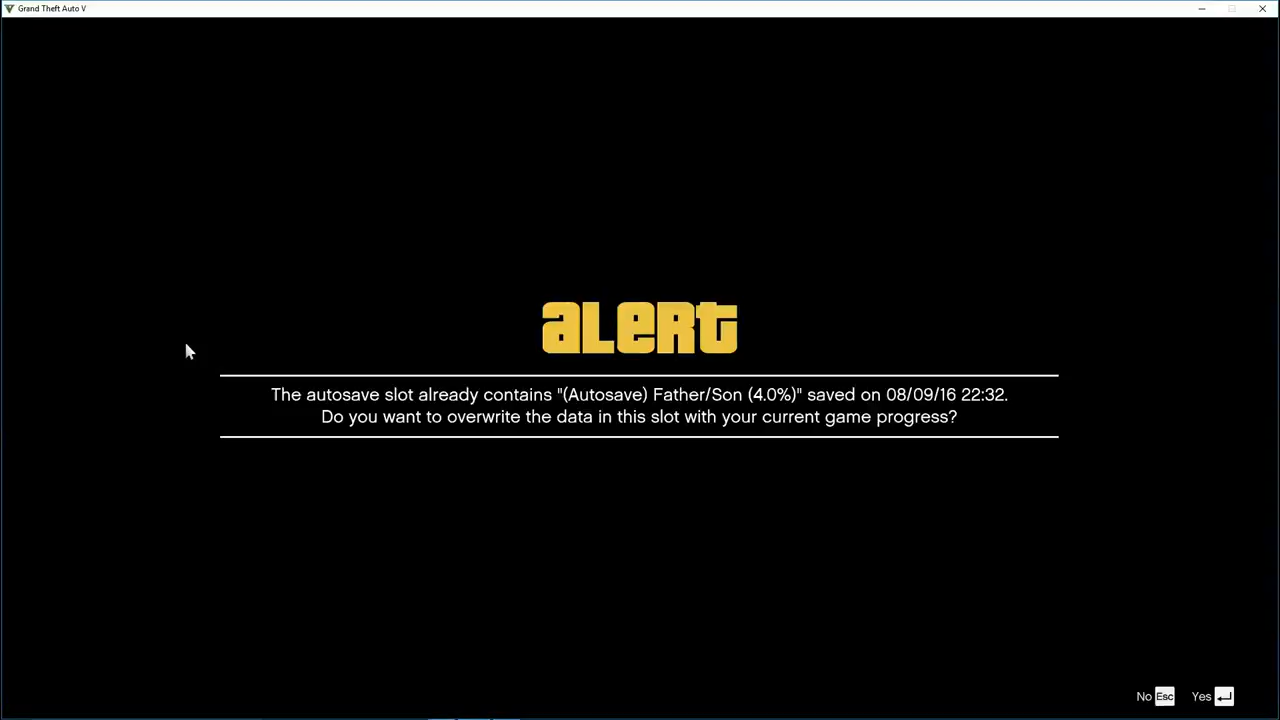 Grand Theft Auto V
aLeRt
The autosave slot already contains "(Autosave) Father/Son (4.0%)" saved on 08/09/16 22:32.
Do you want to overwrite the data in this slot with your current game progress?
No Esc Yes